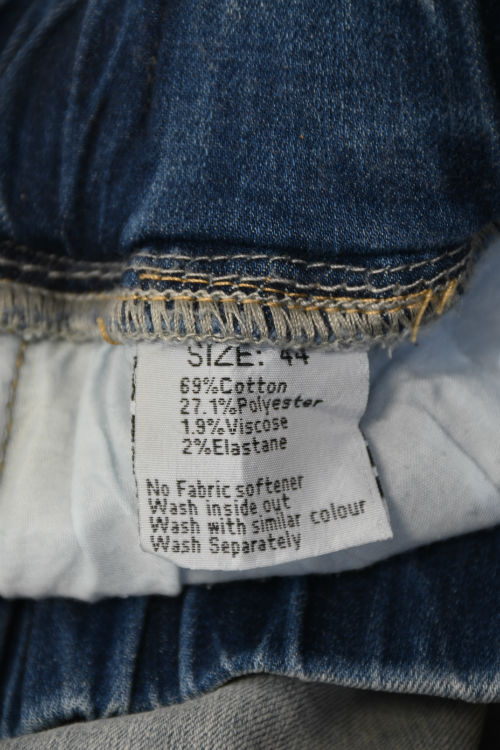 SIZE: 44
69%Cotton
27.1%Polyester
1.9%Viscose
2%Elastane
No Fabric softener
Wash inside out
Wash with similar colour
Wash Separately